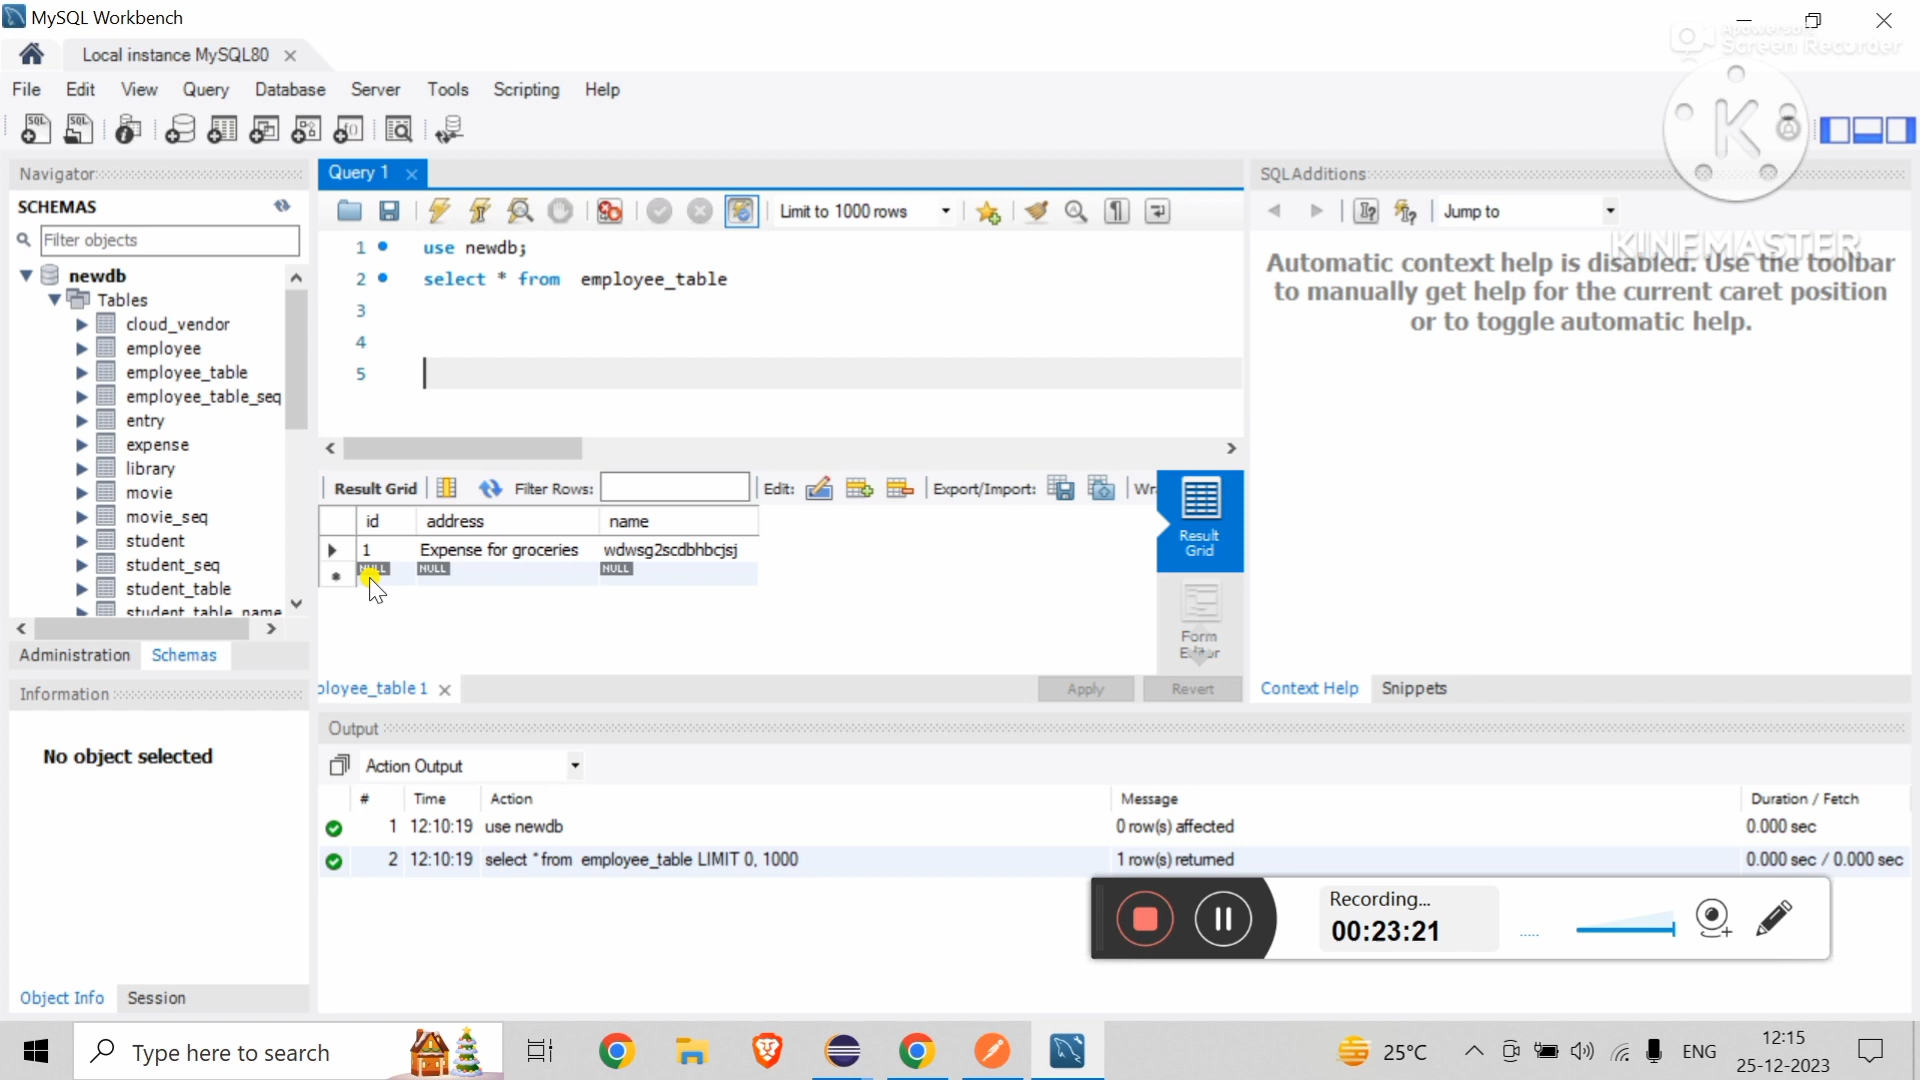 MySQL Workbench
Apowersoft
Screen Recorder
Local instance MySQL80
File Edit View Query Database Server Tools Scripting Help
K
KINEMASTER
Navigator
SCHEMAS
Filter objects
newdb
Tables
cloud_vendor
employee
employee_table
employee_table_seq
entry
expense
library
movie
movie_seq
student
student_seq
student_table
student_table_name
Administration Schemas
Information
No object selected
Object Info Session
Query 1
Limit to 1000 rows
1 use newdb;
2 select * from employee_table
3
4
5
Result Grid Filter Rows: Edit: Export/Import: Wr
id address name
1 Expense for groceries wdwsg2scdbhbcjsj
NULL NULL NULL
Result
Grid
Form
Editor
ployee_table 1
Apply Revert
SQLAdditions
Jump to
Automatic context help is disabled. Use the toolbar
to manually get help for the current caret position
or to toggle automatic help.
Context Help Snippets
Output
Action Output
# Time Action Message Duration / Fetch
1 12:10:19 use newdb 0 row(s) affected 0.000 sec
2 12:10:19 select * from employee_table LIMIT 0, 1000 1 row(s) returned 0.000 sec / 0.000 sec
Recording...
00:23:21
Type here to search
25°C
ENG
12:15
25-12-2023